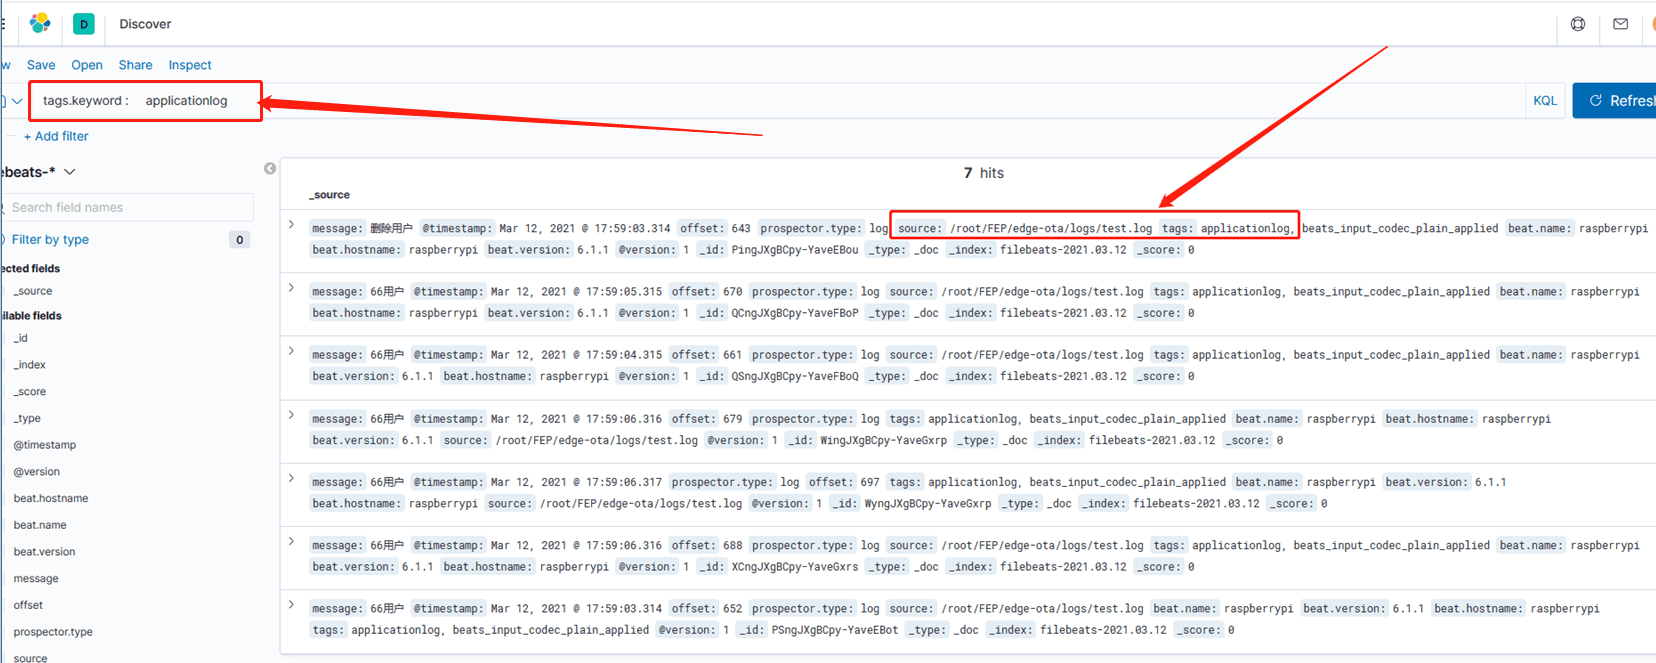 D Discover
w Save Open Share Inspect
tags.keyword : applicationlog KQL Refres
+ Add filter
ebeats-*
7 hits
_source
Search field names
message: 删除用户 @timestamp: Mar 12, 2021 @ 17:59:03.314 offset: 643 prospector.type: log source: /root/FEP/edge-ota/logs/test.log tags: applicationlog, beats_input_codec_plain_applied beat.name: raspberrypi
Filter by type 0
beat.hostname: raspberrypi beat.version: 6.1.1 @version: 1 _id: PingJXgBCpy-YaveEBou _type: _doc _index: filebeats-2021.03.12 _score: 0
ected fields
_source
message: 66用户 @timestamp: Mar 12, 2021 @ 17:59:05.315 offset: 670 prospector.type: log source: /root/FEP/edge-ota/logs/test.log tags: applicationlog, beats_input_codec_plain_applied beat.name: raspberrypi
beat.hostname: raspberrypi beat.version: 6.1.1 @version: 1 _id: QCngJXgBCpy-YaveFBoP _type: _doc _index: filebeats-2021.03.12 _score: 0
ilable fields
_id
message: 66用户 @timestamp: Mar 12, 2021 @ 17:59:04.315 offset: 661 prospector.type: log source: /root/FEP/edge-ota/logs/test.log tags: applicationlog, beats_input_codec_plain_applied beat.name: raspberrypi
_index
beat.version: 6.1.1 beat.hostname: raspberrypi @version: 1 _id: QSngJXgBCpy-YaveFBoQ _type: _doc _index: filebeats-2021.03.12 _score: 0
_score
_type
message: 66用户 @timestamp: Mar 12, 2021 @ 17:59:06.316 offset: 679 prospector.type: log tags: applicationlog, beats_input_codec_plain_applied beat.name: raspberrypi beat.hostname: raspberrypi
@timestamp
beat.version: 6.1.1 source: /root/FEP/edge-ota/logs/test.log @version: 1 _id: WingJXgBCpy-YaveGxrp _type: _doc _index: filebeats-2021.03.12 _score: 0
@version
message: 66用户 @timestamp: Mar 12, 2021 @ 17:59:06.317 prospector.type: log offset: 697 tags: applicationlog, beats_input_codec_plain_applied beat.name: raspberrypi beat.version: 6.1.1
beat.hostname
beat.hostname: raspberrypi source: /root/FEP/edge-ota/logs/test.log @version: 1 _id: WyngJXgBCpy-YaveGxrp _type: _doc _index: filebeats-2021.03.12 _score: 0
beat.name
message: 66用户 @timestamp: Mar 12, 2021 @ 17:59:06.316 offset: 688 prospector.type: log source: /root/FEP/edge-ota/logs/test.log tags: applicationlog, beats_input_codec_plain_applied beat.name: raspberrypi
beat.version
beat.version: 6.1.1 beat.hostname: raspberrypi @version: 1 _id: XCngJXgBCpy-YaveGxrs _type: _doc _index: filebeats-2021.03.12 _score: 0
message
offset
message: 66用户 @timestamp: Mar 12, 2021 @ 17:59:03.314 offset: 652 prospector.type: log source: /root/FEP/edge-ota/logs/test.log beat.name: raspberrypi beat.version: 6.1.1 beat.hostname: raspberrypi
prospector.type
tags: applicationlog, beats_input_codec_plain_applied @version: 1 _id: PSngJXgBCpy-YaveEBot _type: _doc _index: filebeats-2021.03.12 _score: 0
source